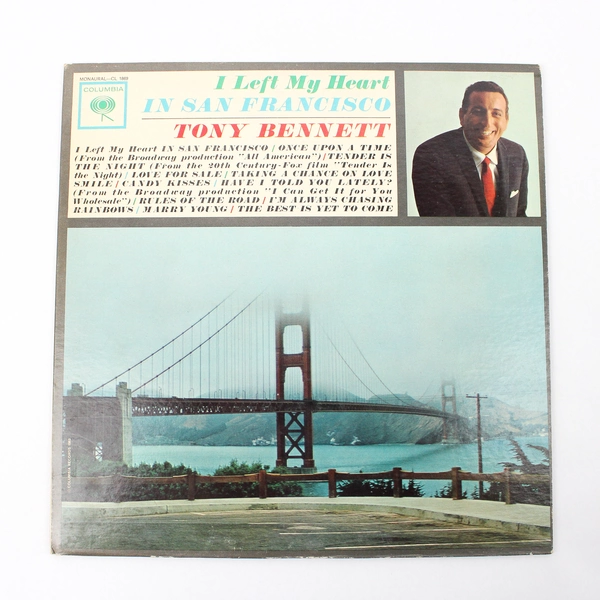 MONAURAL—CL 1869
COLUMBIA
I Left My Heart
IN SAN FRANCISCO
TONY BENNETT
I Left My Heart IN SAN FRANCISCO / ONCE UPON A TIME
(From the Broadway production "All American") / TENDER IS
THE NIGHT (From the 20th Century-Fox film "Tender Is
the Night) / LOVE FOR SALE / TAKING A CHANCE ON LOVE
SMILE / CANDY KISSES / HAVE I TOLD YOU LATELY?
(From the Broadway production "I Can Get It for You
Wholesale") / RULES OF THE ROAD / I'M ALWAYS CHASING
RAINBOWS / MARRY YOUNG / THE BEST IS YET TO COME